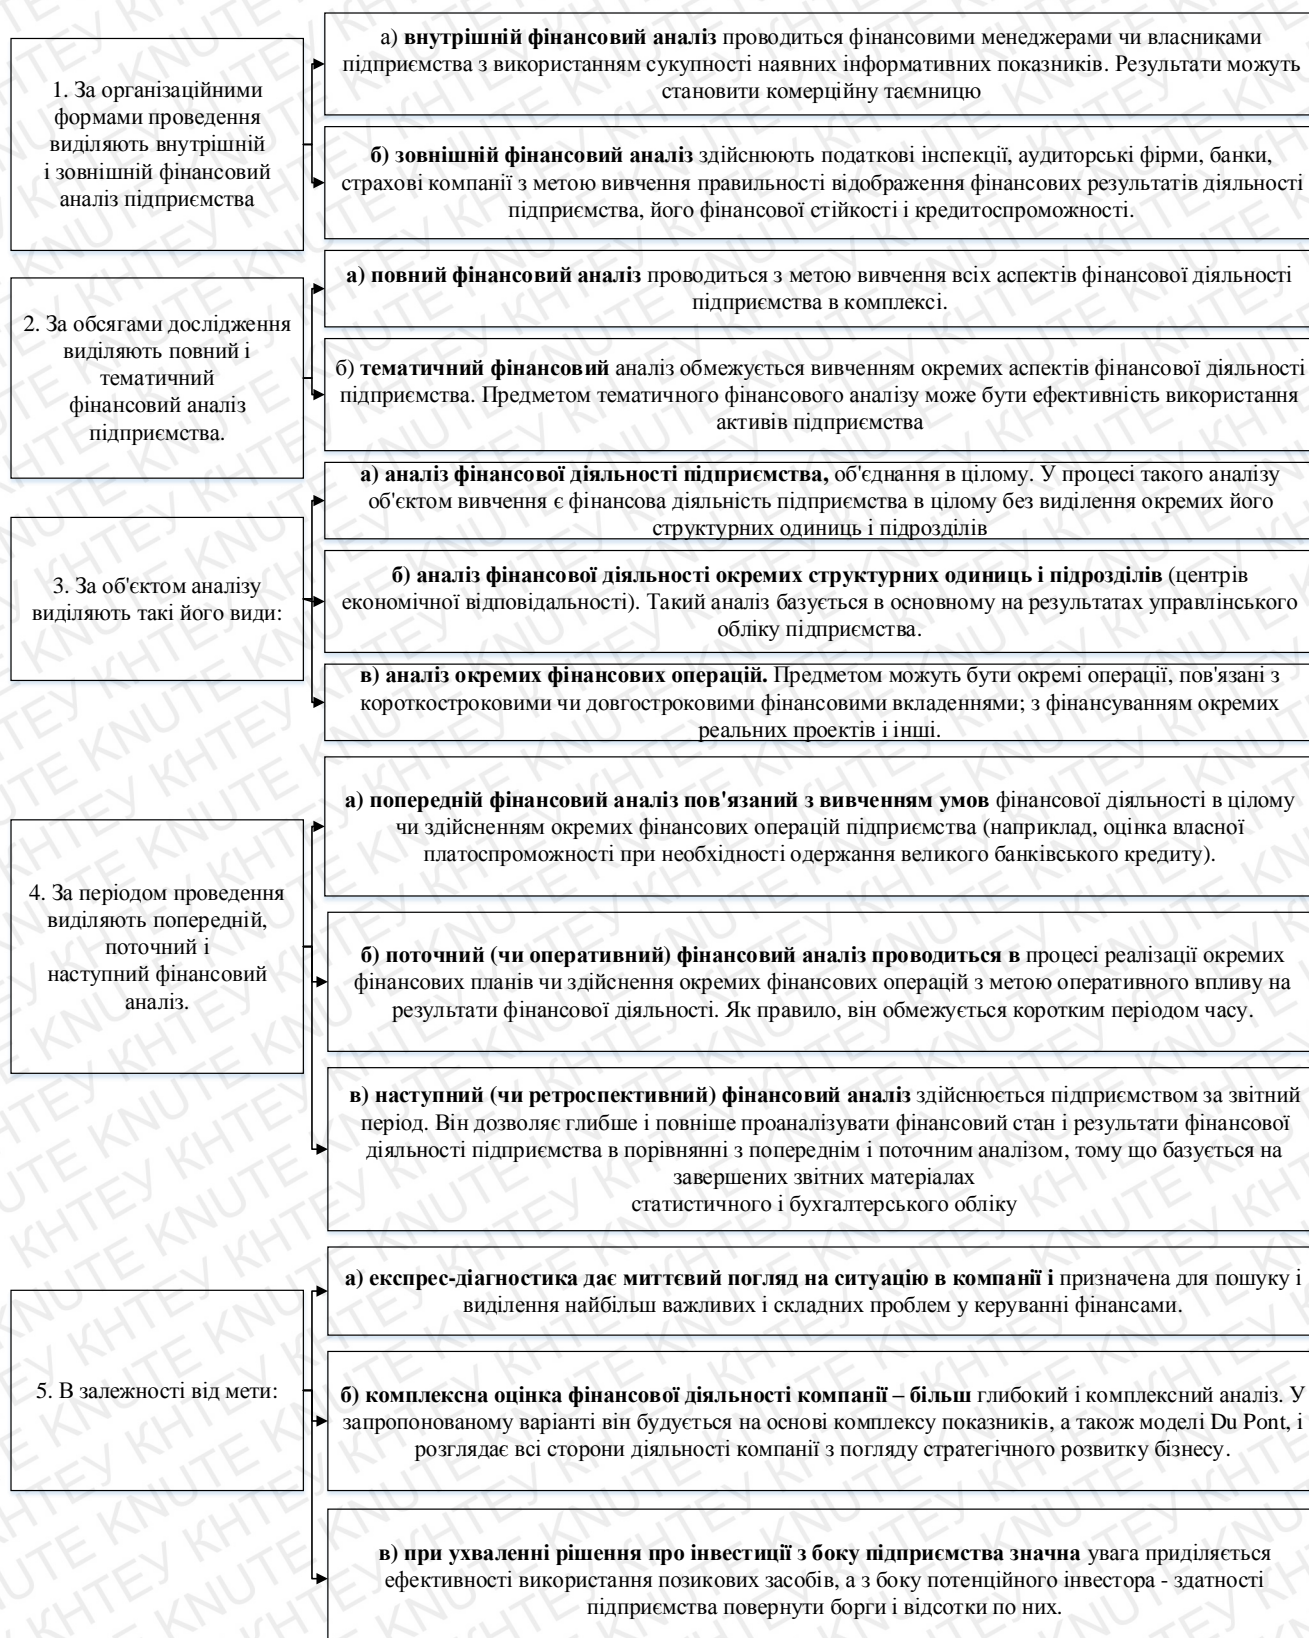 1. За організаційними
формами проведення
виділяють внутрішній
і зовнішній фінансовий
аналіз підприємства
а) внутрішній фінансовий аналіз проводиться фінансовими менеджерами чи власниками
підприємства з використанням сукупності наявних інформативних показників. Результати можуть
становити комерційну таємницю
б) зовнішній фінансовий аналіз здійснюють податкові інспекції, аудиторські фірми, банки,
страхові компанії з метою вивчення правильності відображення фінансових результатів діяльності
підприємства, його фінансової стійкості і кредитоспроможності.
2. За обсягами дослідження
виділяють повний і
тематичний
фінансовий аналіз
підприємства.
а) повний фінансовий аналіз проводиться з метою вивчення всіх аспектів фінансової діяльності
підприємства в комплексі.
б) тематичний фінансовий аналіз обмежується вивченням окремих аспектів фінансової діяльності
підприємства. Предметом тематичного фінансового аналізу може бути ефективність використання
активів підприємства
3. За об'єктом аналізу
виділяють такі його види:
а) аналіз фінансової діяльності підприємства, об'єднання в цілому. У процесі такого аналізу
об'єктом вивчення є фінансова діяльність підприємства в цілому без виділення окремих його
структурних одиниць і підрозділів
б) аналіз фінансової діяльності окремих структурних одиниць і підрозділів (центрів
економічної відповідальності). Такий аналіз базується в основному на результатах управлінського
обліку підприємства.
в) аналіз окремих фінансових операцій. Предметом можуть бути окремі операції, пов'язані з
короткостроковими чи довгостроковими фінансовими вкладеннями; з фінансуванням окремих
реальних проектів і інші.
4. За періодом проведення
виділяють попередній,
поточний і
наступний фінансовий
аналіз.
а) попередній фінансовий аналіз пов'язаний з вивченням умов фінансової діяльності в цілому
чи здійсненням окремих фінансових операцій підприємства (наприклад, оцінка власної
платоспроможності при необхідності одержання великого банківського кредиту).
б) поточний (чи оперативний) фінансовий аналіз проводиться в процесі реалізації окремих
фінансових планів чи здійснення окремих фінансових операцій з метою оперативного впливу на
результати фінансової діяльності. Як правило, він обмежується коротким періодом часу.
в) наступний (чи ретроспективний) фінансовий аналіз здійснюється підприємством за звітний
період. Він дозволяє глибше і повніше проаналізувати фінансовий стан і результати фінансової
діяльності підприємства в порівнянні з попереднім і поточним аналізом, тому що базується на
завершених звітних матеріалах
статистичного і бухгалтерського обліку
5. В залежності від мети:
а) експрес-діагностика дає миттєвий погляд на ситуацію в компанії і призначена для пошуку і
виділення найбільш важливих і складних проблем у керуванні фінансами.
б) комплексна оцінка фінансової діяльності компанії – більш глибокий і комплексний аналіз. У
запропонованому варіанті він будується на основі комплексу показників, а також моделі Du Pont, і
розглядає всі сторони діяльності компанії з погляду стратегічного розвитку бізнесу.
в) при ухваленні рішення про інвестиції з боку підприємства значна увага приділяється
ефективності використання позикових засобів, а з боку потенційного інвестора - здатності
підприємства повернути борги і відсотки по них.